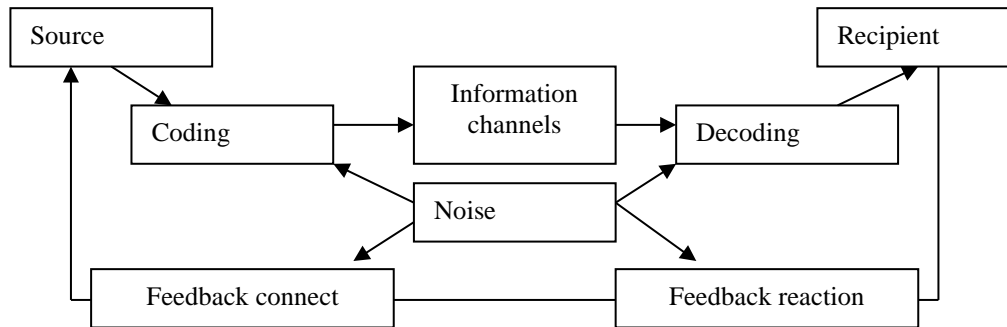 Source
Recipient
Information
channels
Coding
Decoding
Noise
Feedback connect
Feedback reaction